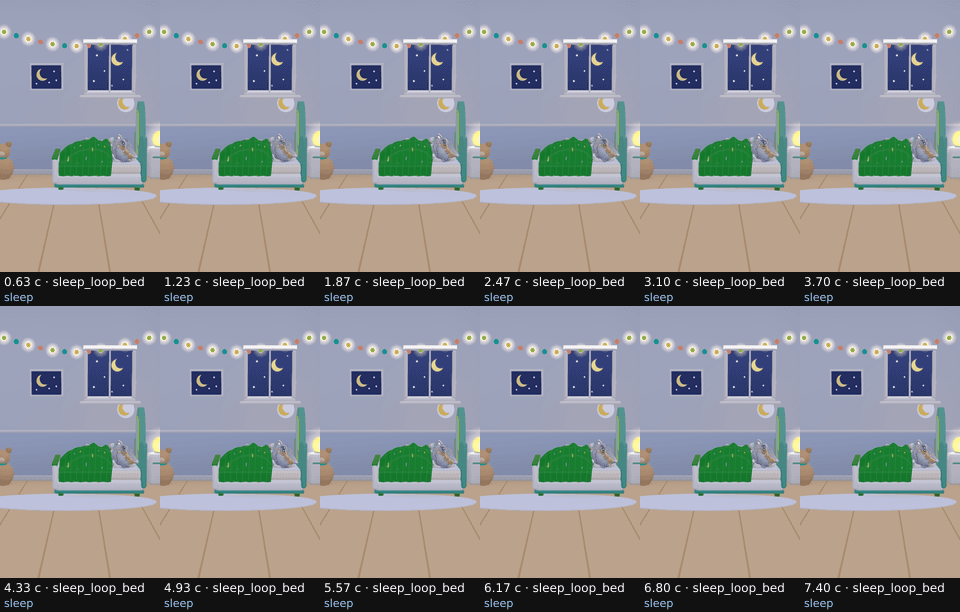 0.63 c · sleep_loop_bed
sleep
1.23 c · sleep_loop_bed
sleep
1.87 c · sleep_loop_bed
sleep
2.47 c · sleep_loop_bed
sleep
3.10 c · sleep_loop_bed
sleep
3.70 c · sleep_loop_bed
sleep
4.33 c · sleep_loop_bed
sleep
4.93 c · sleep_loop_bed
sleep
5.57 c · sleep_loop_bed
sleep
6.17 c · sleep_loop_bed
sleep
6.80 c · sleep_loop_bed
sleep
7.40 c · sleep_loop_bed
sleep